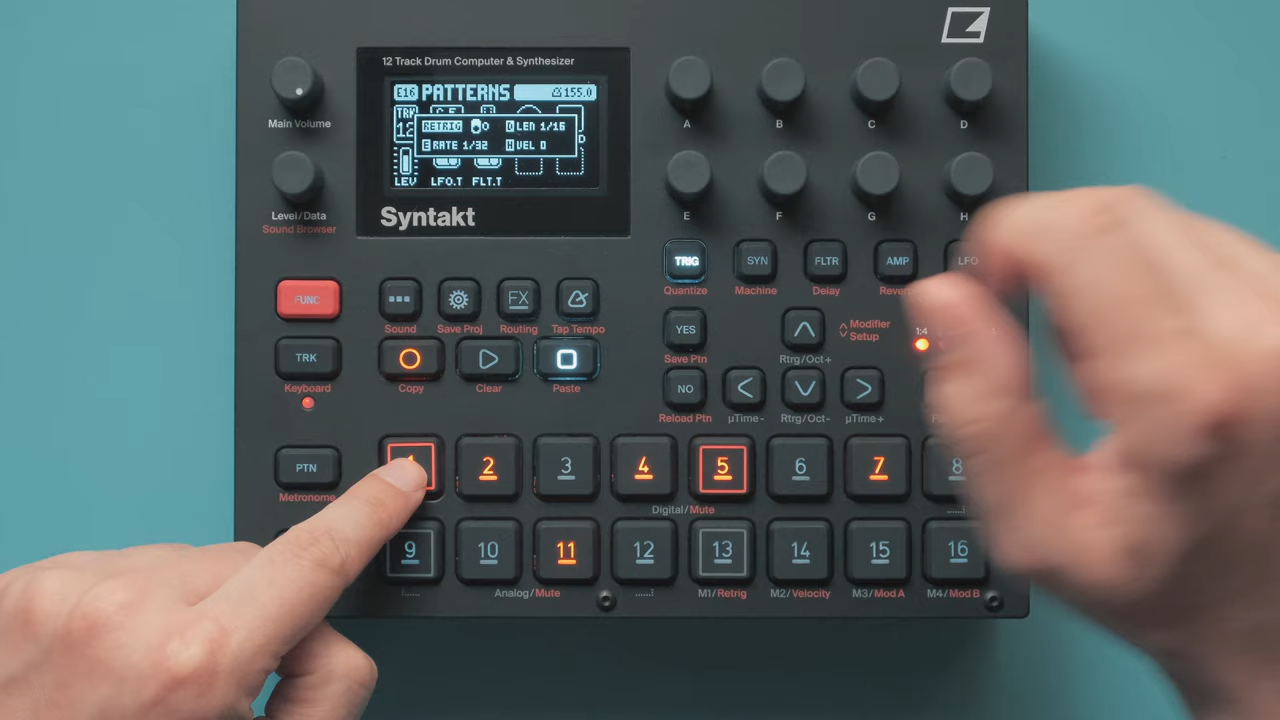 12 Track Drum Computer & Synthesizer
E16 PATTERNS 155.0
TRK
12
RETRIG O LEN 1/16
E RATE 1/32 H VEL 0
LEV LFO.T FLT.T
Syntakt
Main Volume
Level/Data
Sound Browser
A B C D
E F G H
TRIG SYN FLTR AMP LFO
Quantize Machine Delay
FUNC
FX
Sound Save Proj Routing Tap Tempo
YES
Save Ptn
Rtrg/Oct+
Modifier
Setup
1:4
TRK
Keyboard
Copy Clear Paste
NO
Reload Ptn µTime- Rtrg/Oct- µTime+
PTN
Metronome
2 3 4 5 6 7 8
Digital/Mute
9 10 11 12 13 14 15 16
Analog/Mute M1/Retrig M2/Velocity M3/Mod A M4/Mod B